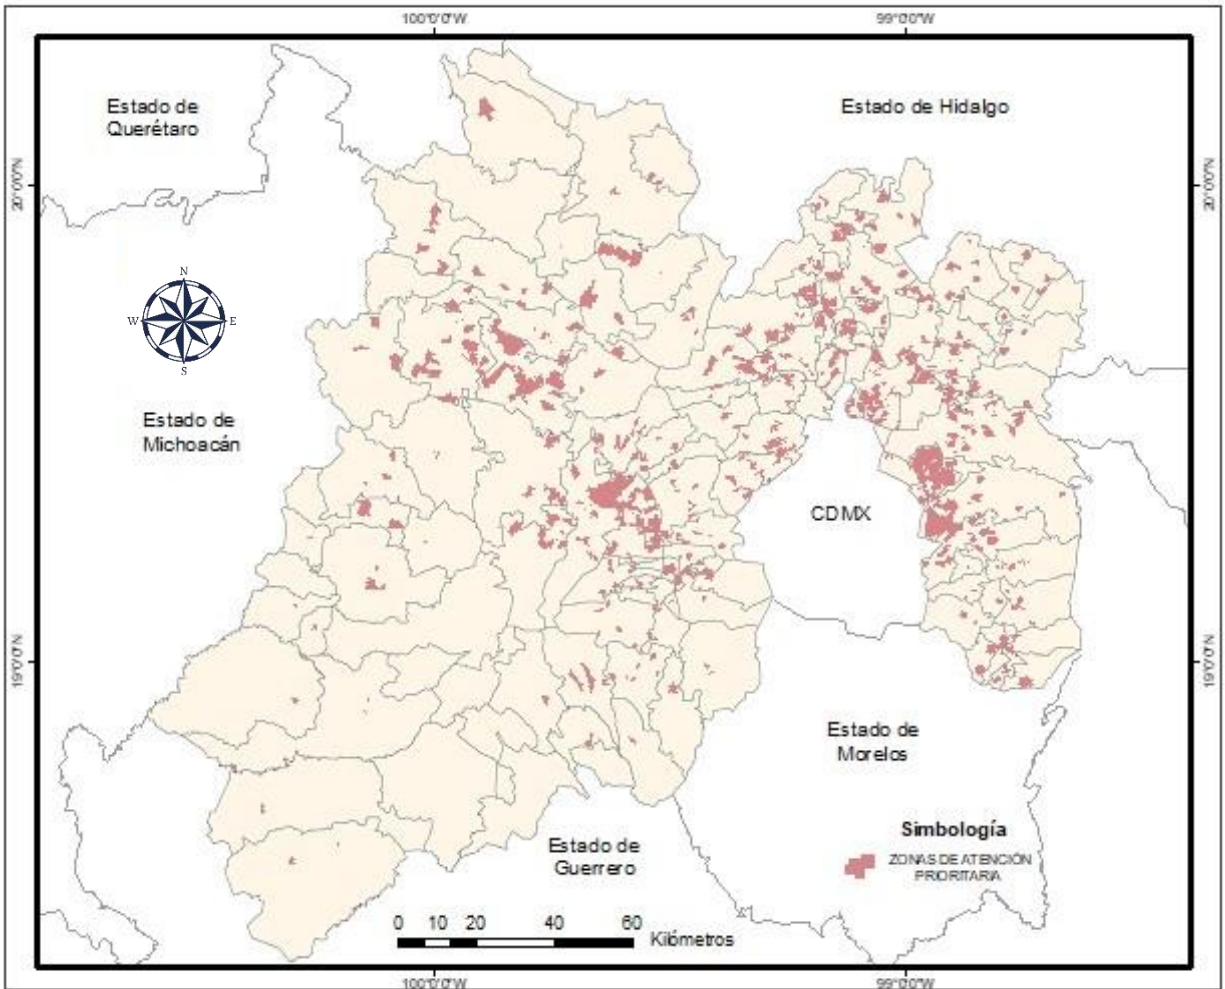 100°0'0"W
99°0'0"W
Estado de
Querétaro
Estado de Hidalgo
20°0'0"N
20°0'0"N
N
W
E
S
Estado de
Michoacán
CDMX
19°0'0"N
19°0'0"N
Estado de
Morelos
Simbología
ZONAS DE ATENCIÓN
PRIORITARIA
Estado de
Guerrero
0 10 20 40 60
Kilómetros
100°0'0"W
99°0'0"W